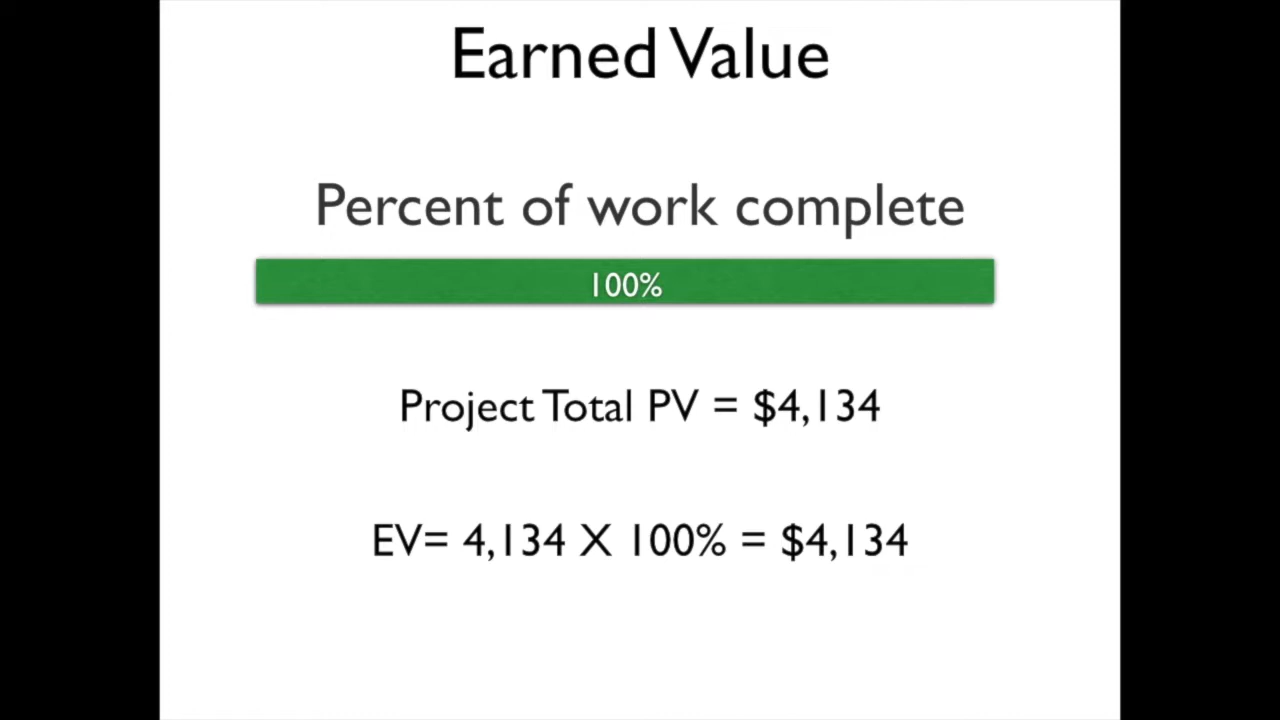 Earned Value
Percent of work complete
100%
Project Total PV = $4,134
EV= 4,134 X 100% = $4,134